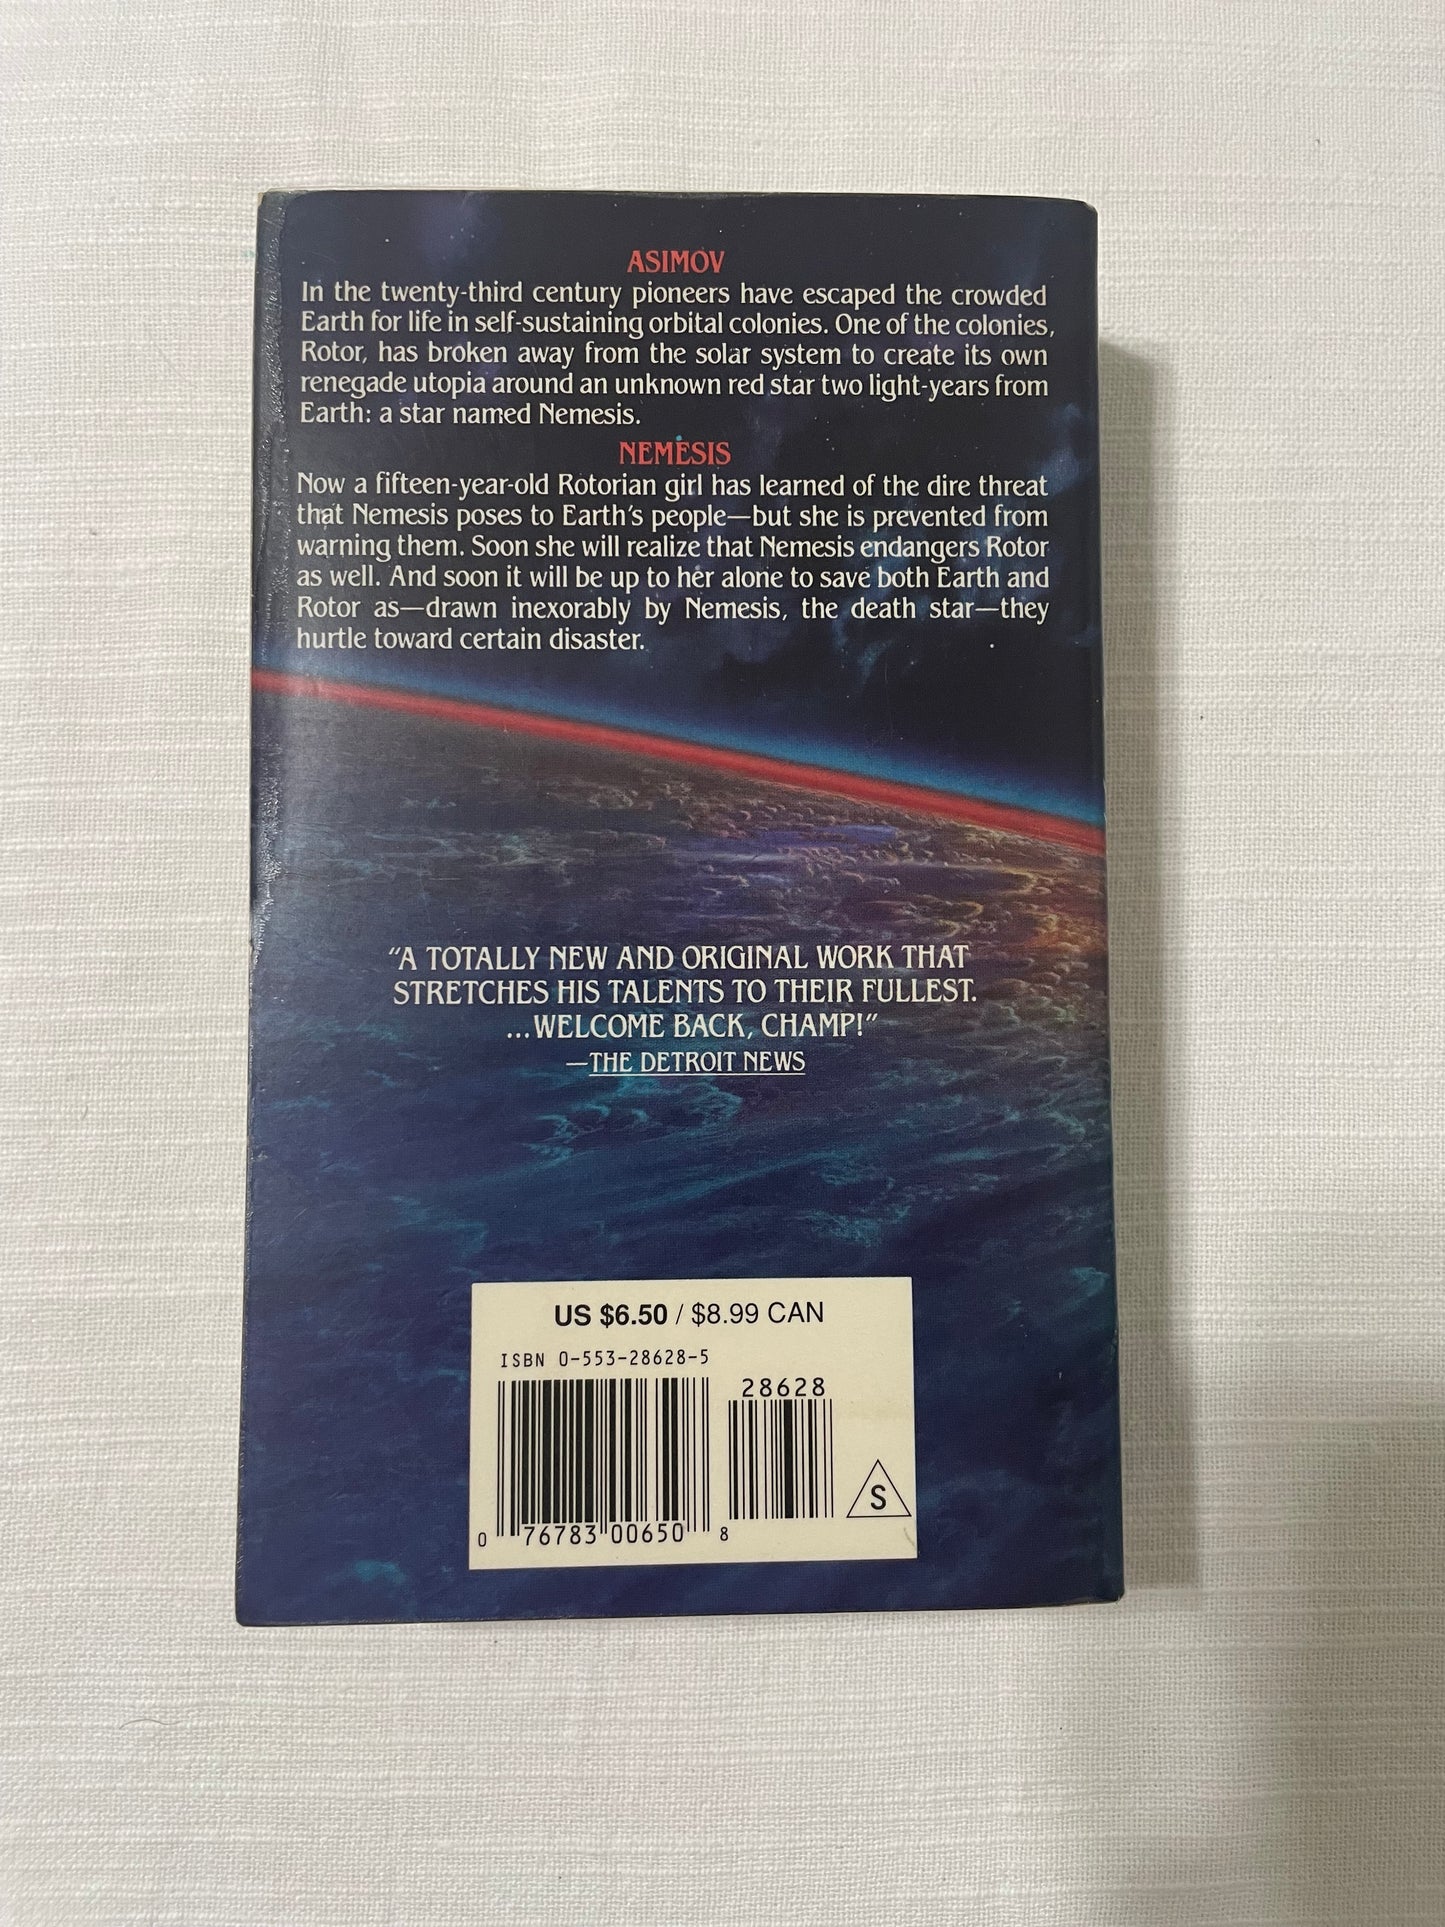 ASIMOV
In the twenty-third century pioneers have escaped the crowded
Earth for life in self-sustaining orbital colonies. One of the colonies,
Rotor, has broken away from the solar system to create its own
renegade utopia around an unknown red star two light-years from
Earth: a star named Nemesis.
NEMESIS
Now a fifteen-year-old Rotorian girl has learned of the dire threat
that Nemesis poses to Earth's people—but she is prevented from
warning them. Soon she will realize that Nemesis endangers Rotor
as well. And soon it will be up to her alone to save both Earth and
Rotor as—drawn inexorably by Nemesis, the death star—they
hurtle toward certain disaster.
"A TOTALLY NEW AND ORIGINAL WORK THAT
STRETCHES HIS TALENTS TO THEIR FULLEST.
...WELCOME BACK, CHAMP!"
—THE DETROIT NEWS
US $6.50 / $8.99 CAN
ISBN 0-553-28628-5
28628
0 76783 00650 8
S